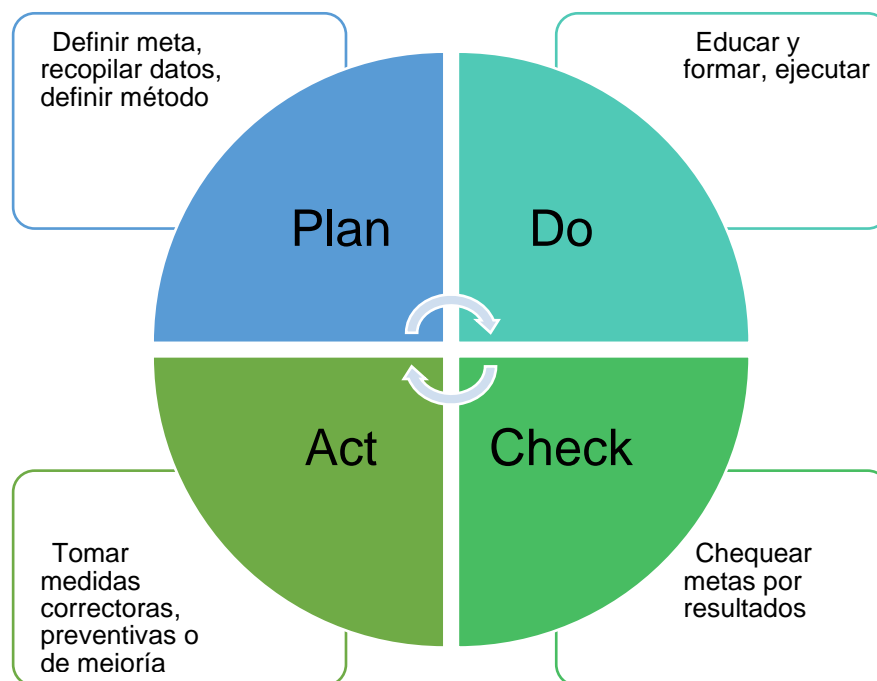 Definir meta,
recopilar datos,
definir método
Educar y
formar, ejecutar
Plan
Do
Act
Check
Tomar
medidas
correctoras,
preventivas o
de mejoría
Chequear
metas por
resultados